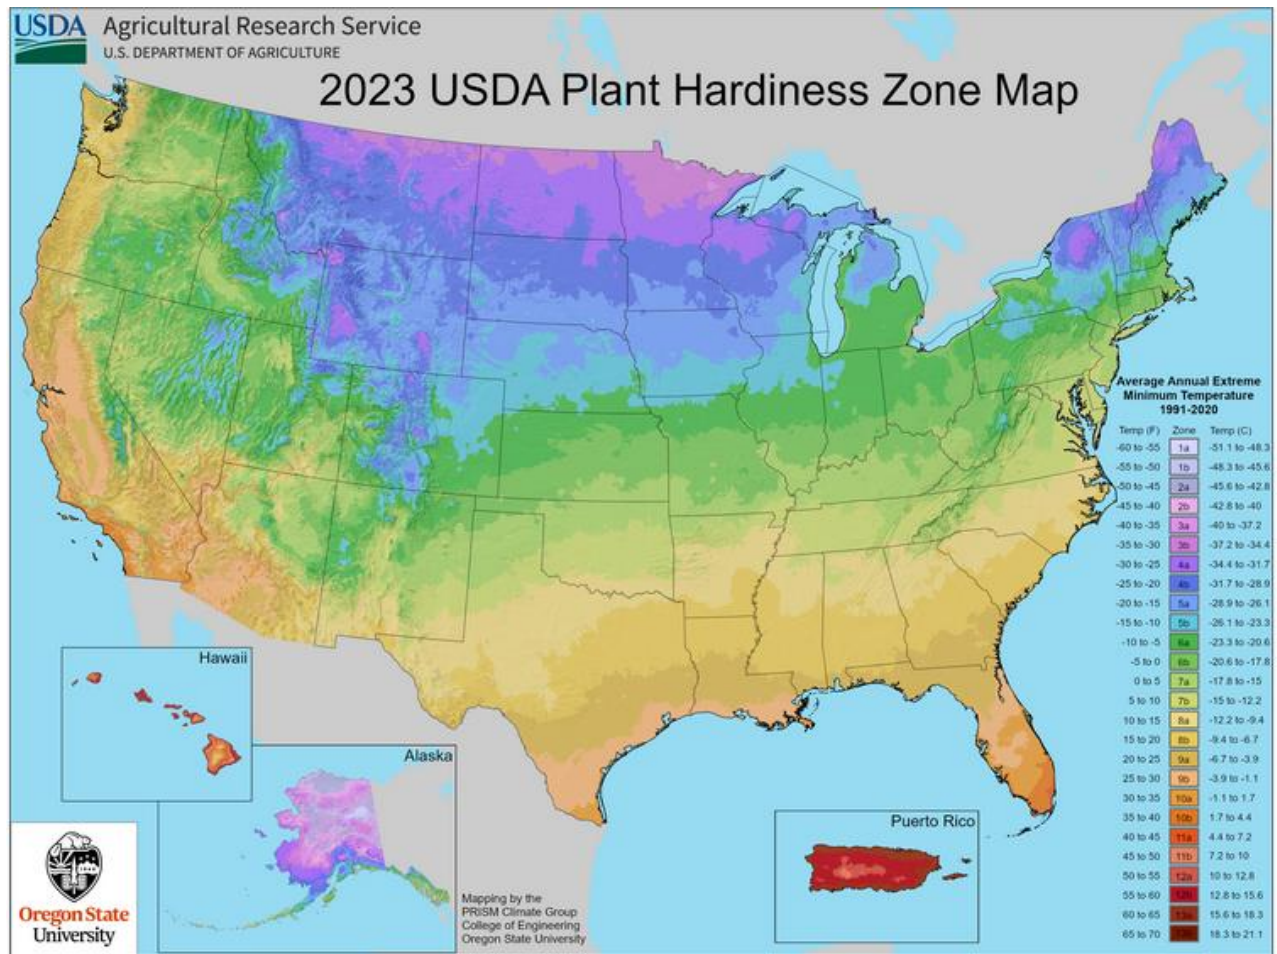 USDA
Agricultural Research Service
U.S. DEPARTMENT OF AGRICULTURE
2023 USDA Plant Hardiness Zone Map
Average Annual Extreme
Minimum Temperature
1991-2020
Temp (F) Zone Temp (C)
-60 to -55 1a -51.1 to -48.3
-55 to -50 1b -48.3 to -45.6
-50 to -45 2a -45.6 to -42.8
-45 to -40 2b -42.8 to -40
-40 to -35 3a -40 to -37.2
-35 to -30 3b -37.2 to -34.4
-30 to -25 4a -34.4 to -31.7
-25 to -20 4b -31.7 to -28.9
-20 to -15 5a -28.9 to -26.1
-15 to -10 5b -26.1 to -23.3
-10 to -5 6a -23.3 to -20.6
-5 to 0 6b -20.6 to -17.8
0 to 5 7a -17.8 to -15
5 to 10 7b -15 to -12.2
10 to 15 8a -12.2 to -9.4
15 to 20 8b -9.4 to -6.7
20 to 25 9a -6.7 to -3.9
25 to 30 9b -3.9 to -1.1
30 to 35 10a -1.1 to 1.7
35 to 40 10b 1.7 to 4.4
40 to 45 11a 4.4 to 7.2
45 to 50 11b 7.2 to 10
50 to 55 12a 10 to 12.8
55 to 60 12b 12.8 to 15.6
60 to 65 13a 15.6 to 18.3
65 to 70 13b 18.3 to 21.1
Hawaii
Alaska
Puerto Rico
Mapping by the
PRISM Climate Group
College of Engineering
Oregon State University
Oregon State
University